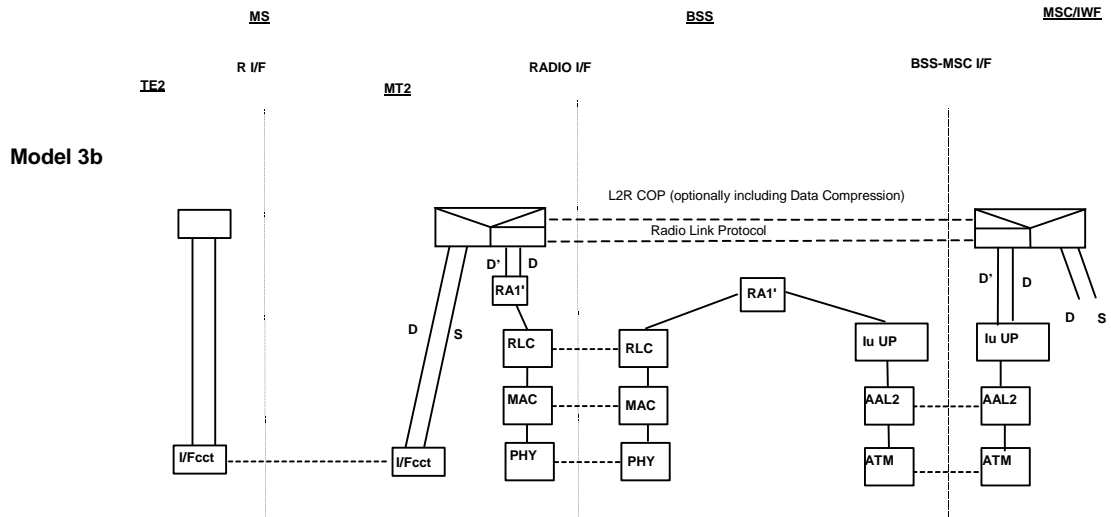 MS
BSS
MSC/IWF
R I/F
RADIO I/F
BSS-MSC I/F
TE2
MT2
Model 3b
L2R COP (optionally including Data Compression)
Radio Link Protocol
D'
D
D'
D
RA1'
RA1'
D
S
D
S
RLC
RLC
Iu UP
Iu UP
MAC
MAC
AAL2
AAL2
I/Fcct
I/Fcct
PHY
PHY
ATM
ATM